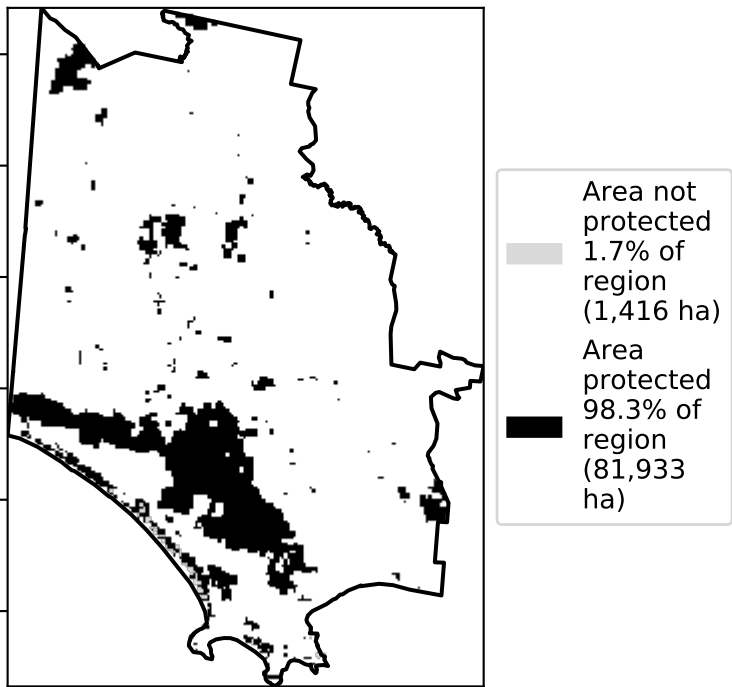 Area not
protected
1.7% of
region
(1,416 ha)
Area
protected
98.3% of
region
(81,933
ha)